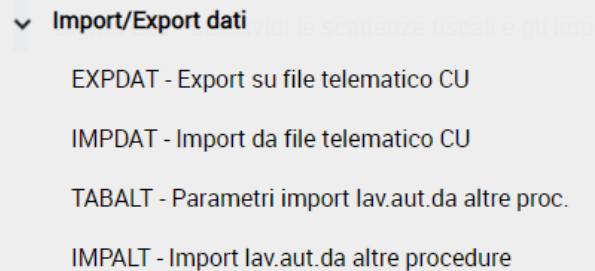 Import/Export dati
EXPDAT - Export su file telematico CU
IMPDAT - Import da file telematico CU
TABALT - Parametri import lav.aut.da altre proc.
IMPALT - Import lav.aut.da altre procedure